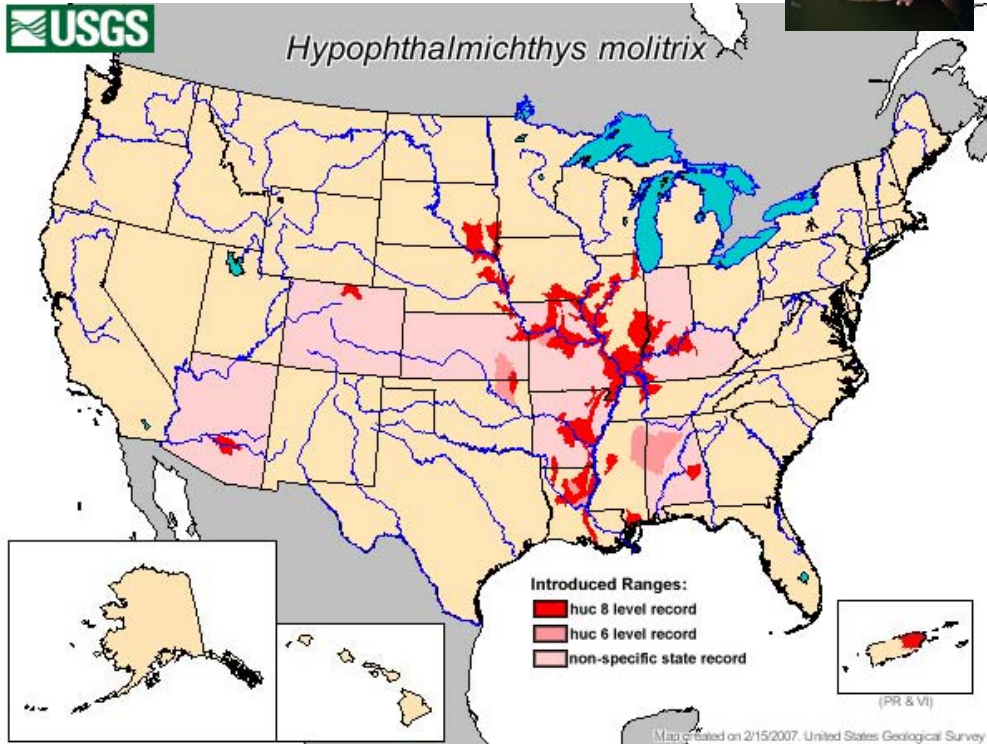 USGS
Hypophthalmichthys molitrix
Introduced Ranges:
huc 8 level record
huc 6 level record
non-specific state record
(PR & VI)
Map created on 2/15/2007. United States Geological Survey